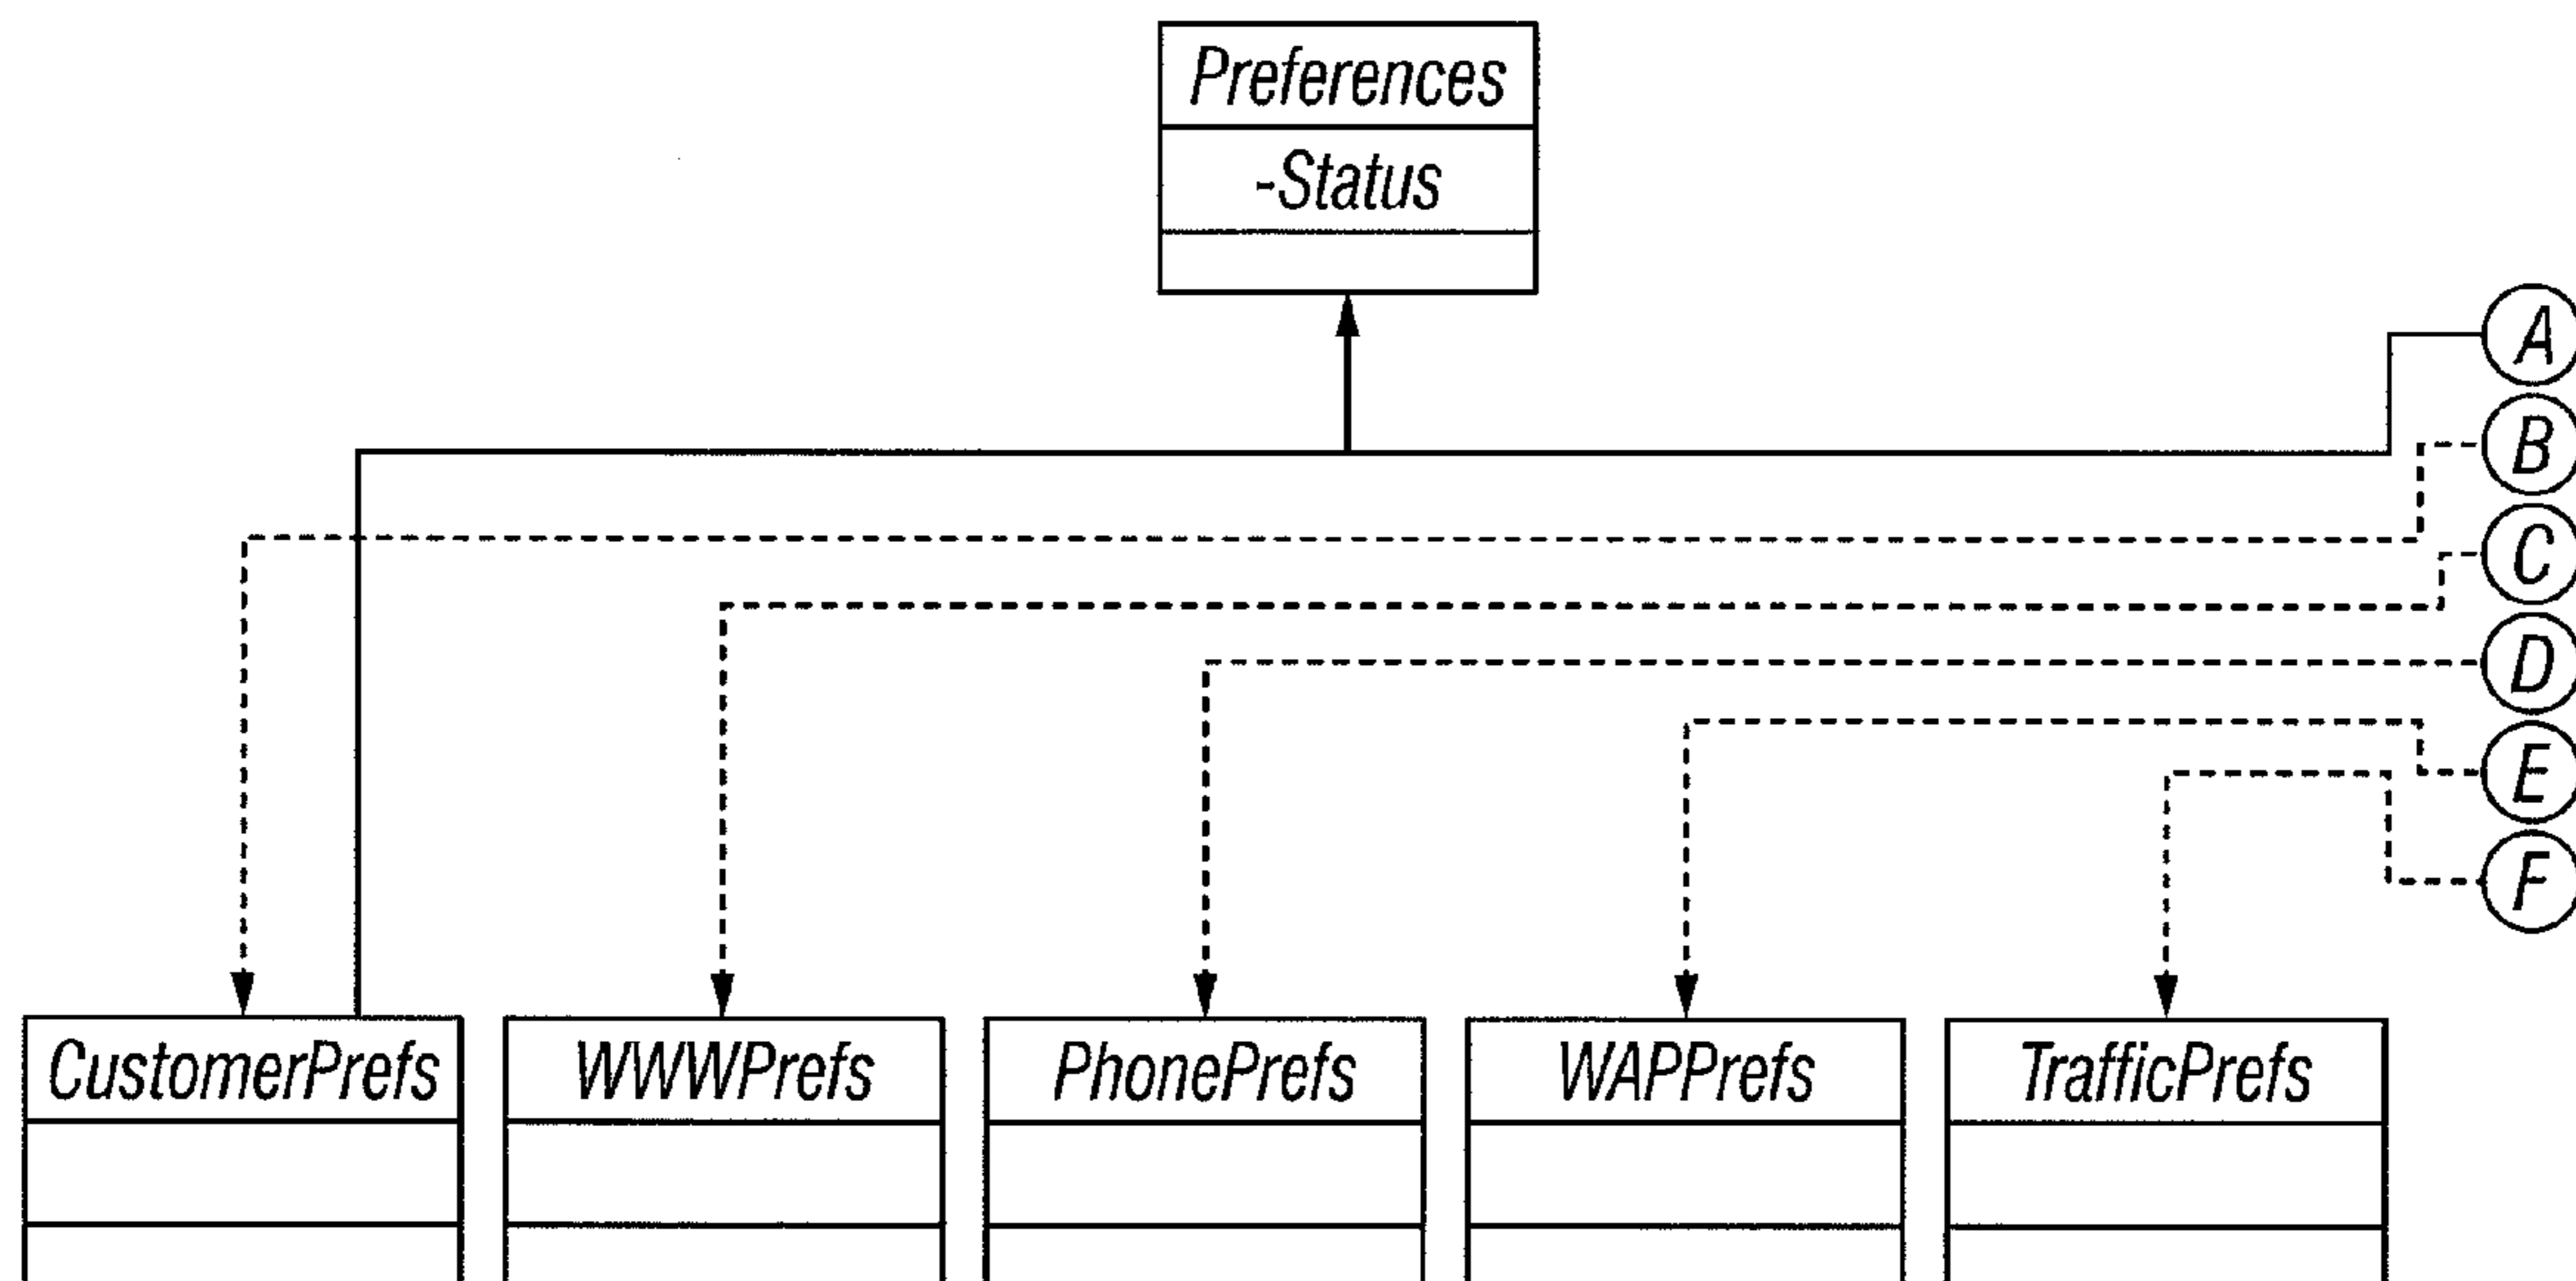 Preferences
-Status
A
B
C
D
E
F
CustomerPrefs
WWWPrefs
PhonePrefs
WAPPrefs
TrafficPrefs